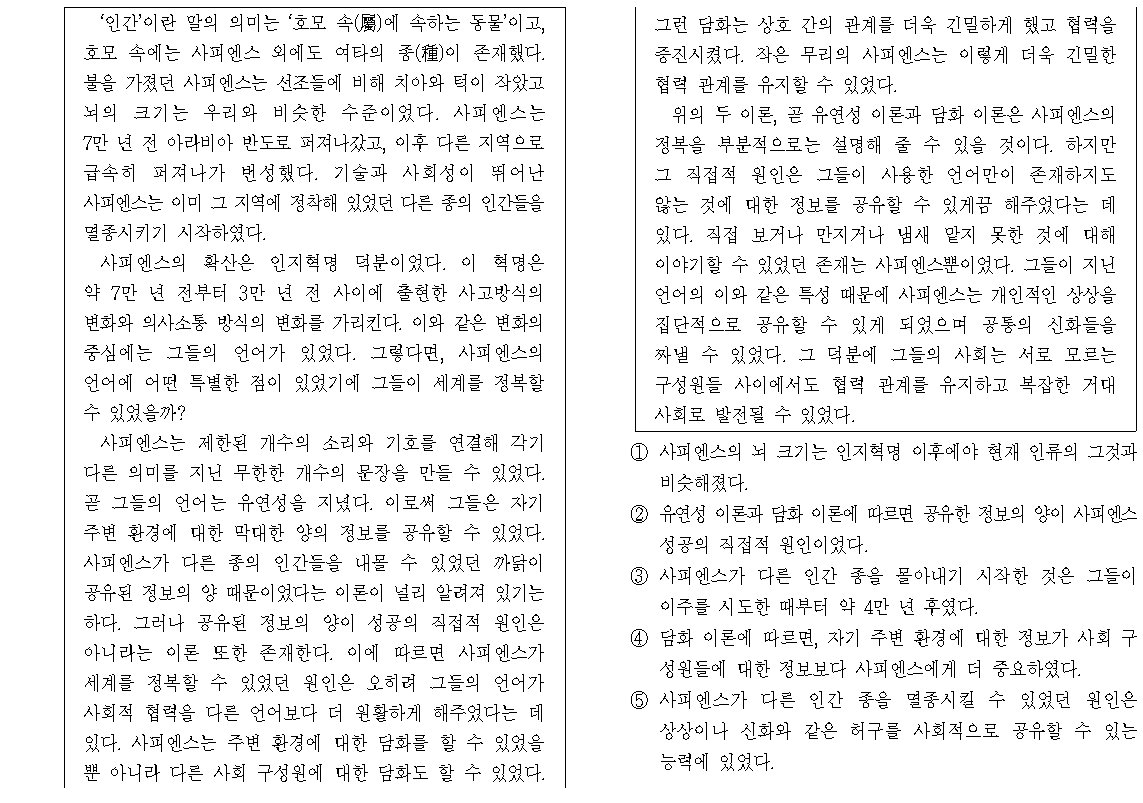 ‘인간’이란 말의 의미는 ‘호모 속(屬)에 속하는 동물’이고,
호모 속에는 사피엔스 외에도 여타의 종(種)이 존재했다.
불을 가졌던 사피엔스는 선조들에 비해 치아와 턱이 작았고
뇌의 크기는 우리와 비슷한 수준이었다. 사피엔스는
7만 년 전 아라비아 반도로 퍼져나갔고, 이후 다른 지역으로
급속히 퍼져나가 번성했다. 기술과 사회성이 뛰어난
사피엔스는 이미 그 지역에 정착해 있었던 다른 종의 인간들을
멸종시키기 시작하였다.
사피엔스의 확산은 인지혁명 덕분이었다. 이 혁명은
약 7만 년 전부터 3만 년 전 사이에 출현한 사고방식의
변화와 의사소통 방식의 변화를 가리킨다. 이와 같은 변화의
중심에는 그들의 언어가 있었다. 그렇다면, 사피엔스의
언어에 어떤 특별한 점이 있었기에 그들이 세계를 정복할
수 있었을까?
사피엔스는 제한된 개수의 소리와 기호를 연결해 각기
다른 의미를 지닌 무한한 개수의 문장을 만들 수 있었다.
곧 그들의 언어는 유연성을 지녔다. 이로써 그들은 자기
주변 환경에 대한 막대한 양의 정보를 공유할 수 있었다.
사피엔스가 다른 종의 인간들을 내몰 수 있었던 까닭이
공유된 정보의 양 때문이었다는 이론이 널리 알려져 있기는
하다. 그러나 공유된 정보의 양이 성공의 직접적 원인은
아니라는 이론 또한 존재한다. 이에 따르면 사피엔스가
세계를 정복할 수 있었던 원인은 오히려 그들의 언어가
사회적 협력을 다른 언어보다 더 원활하게 해주었다는 데
있다. 사피엔스는 주변 환경에 대한 담화를 할 수 있었을
뿐 아니라 다른 사회 구성원에 대한 담화도 할 수 있었다.
그런 담화는 상호 간의 관계를 더욱 긴밀하게 했고 협력을
증진시켰다. 작은 무리의 사피엔스는 이렇게 더욱 긴밀한
협력 관계를 유지할 수 있었다.
위의 두 이론, 곧 유연성 이론과 담화 이론은 사피엔스의
정복을 부분적으로는 설명해 줄 수 있을 것이다. 하지만
그 직접적 원인은 그들이 사용한 언어만이 존재하지도
않는 것에 대한 정보를 공유할 수 있게끔 해주었다는 데
있다. 직접 보거나 만지거나 냄새 맡지 못한 것에 대해
이야기할 수 있었던 존재는 사피엔스뿐이었다. 그들이 지닌
언어의 이와 같은 특성 때문에 사피엔스는 개인적인 상상을
집단적으로 공유할 수 있게 되었으며 공통의 신화들을
짜낼 수 있었다. 그 덕분에 그들의 사회는 서로 모르는
구성원들 사이에서도 협력 관계를 유지하고 복잡한 거대
사회로 발전될 수 있었다.
① 사피엔스의 뇌 크기는 인지혁명 이후에야 현재 인류의 그것과
비슷해졌다.
② 유연성 이론과 담화 이론에 따르면 공유한 정보의 양이 사피엔스
성공의 직접적 원인이었다.
③ 사피엔스가 다른 인간 종을 몰아내기 시작한 것은 그들이
이주를 시도한 때부터 약 4만 년 후였다.
④ 담화 이론에 따르면, 자기 주변 환경에 대한 정보가 사회 구
성원들에 대한 정보보다 사피엔스에게 더 중요하였다.
⑤ 사피엔스가 다른 인간 종을 멸종시킬 수 있었던 원인은
상상이나 신화와 같은 허구를 사회적으로 공유할 수 있는
능력에 있었다.